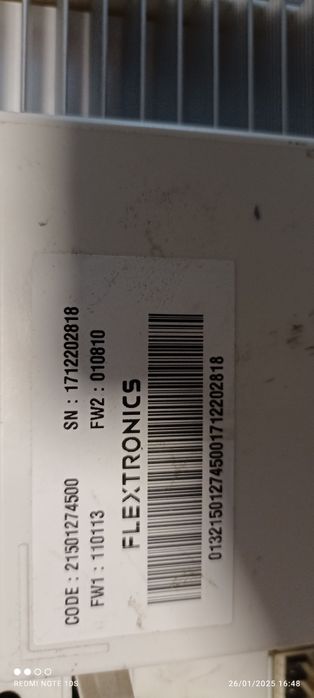 CODE : 21501274500 SN : 1712202818
FW1 : 110113 FW2 : 010810
FLEXTRONICS
013215012745001712202818
REDMI NOTE 10S
26/01/2025 16:48